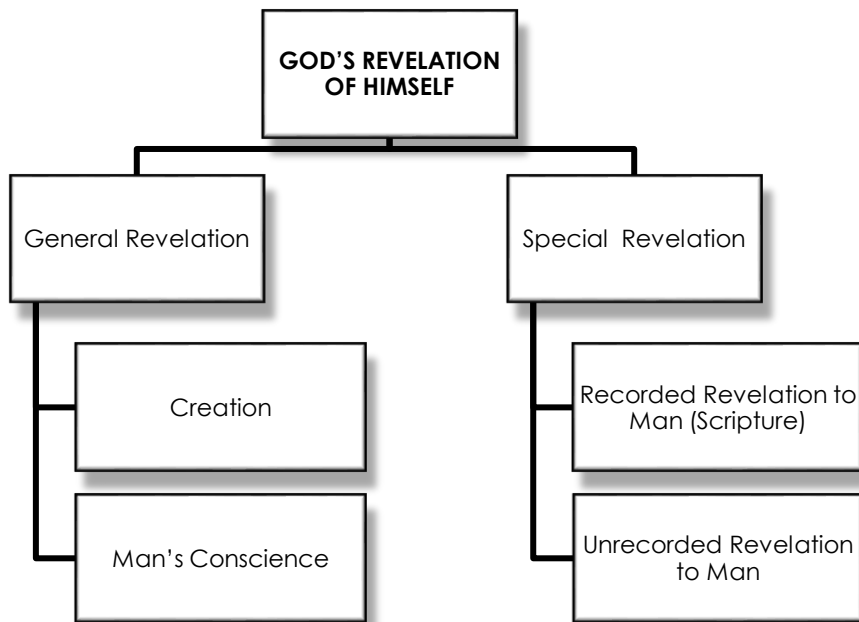 GOD'S REVELATION
OF HIMSELF
General Revelation
Special Revelation
Creation
Recorded Revelation to
Man (Scripture)
Man's Conscience
Unrecorded Revelation
to Man